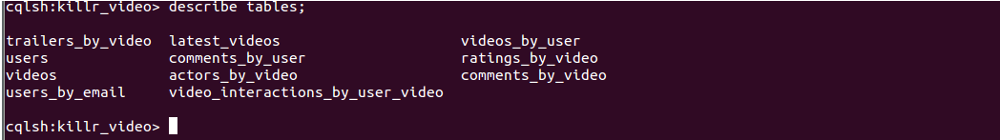 cqlsh:killr_video> describe tables;
trailers_by_video  latest_videos                   videos_by_user
users              comments_by_user                ratings_by_video
videos             actors_by_video                 comments_by_video
users_by_email     video_interactions_by_user_video
cqlsh:killr_video>